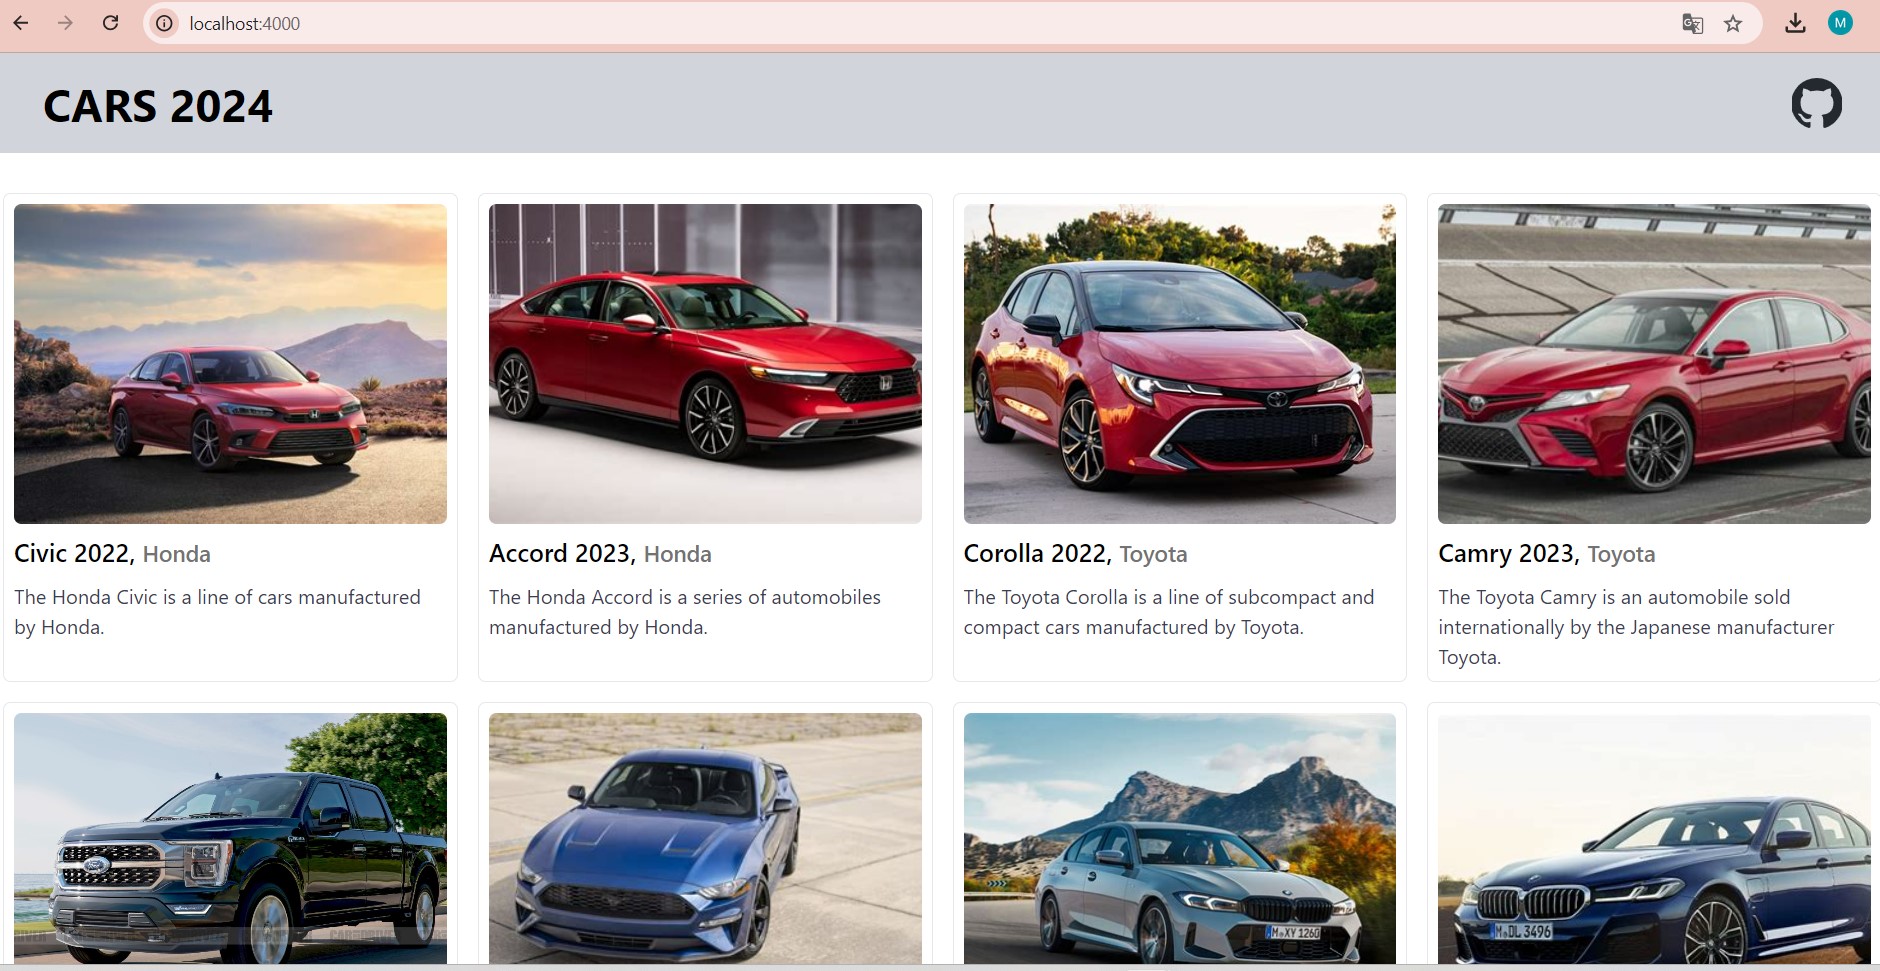 localhost:4000
M
CARS 2024
Civic 2022, Honda
The Honda Civic is a line of cars manufactured
by Honda.
Accord 2023, Honda
The Honda Accord is a series of automobiles
manufactured by Honda.
Corolla 2022, Toyota
The Toyota Corolla is a line of subcompact and
compact cars manufactured by Toyota.
Camry 2023, Toyota
The Toyota Camry is an automobile sold
internationally by the Japanese manufacturer
Toyota.
Ford
M XY 1260
M DL 3496